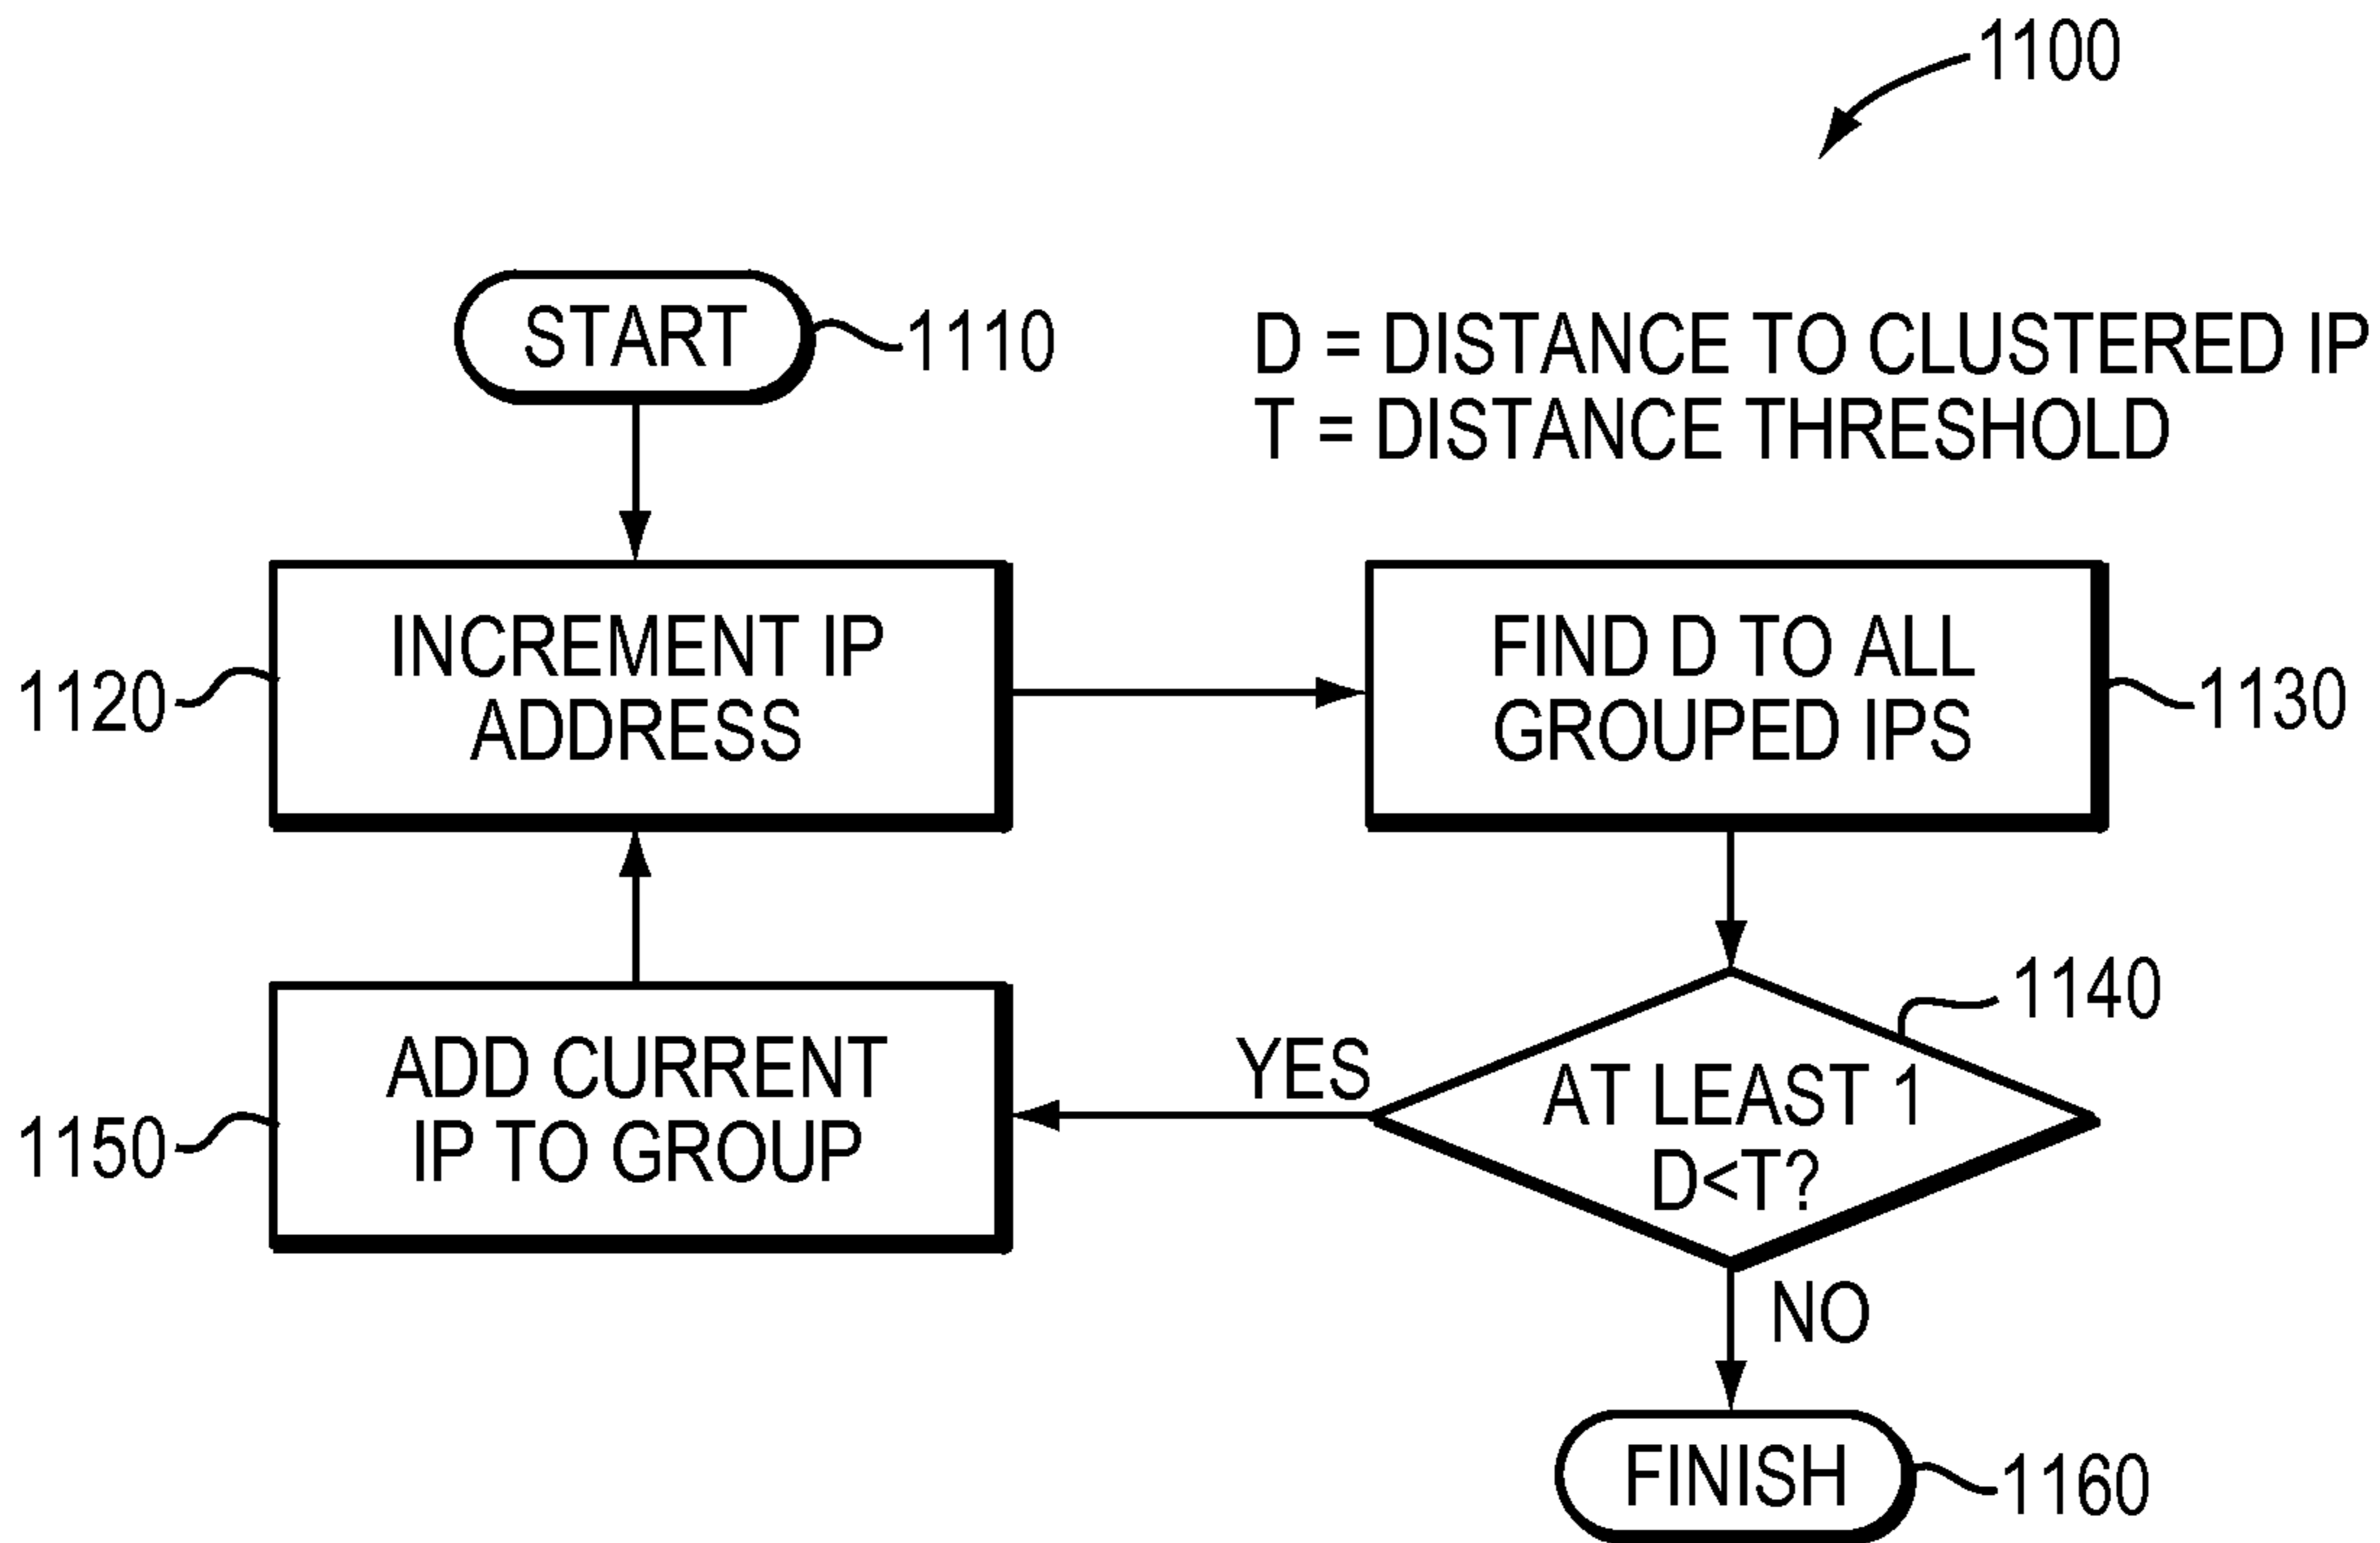 1100
START
1110
D = DISTANCE TO CLUSTERED IP
T = DISTANCE THRESHOLD
INCREMENT IP
ADDRESS
1120
FIND D TO ALL
GROUPED IPS
1130
1140
AT LEAST 1
D<T?
YES
ADD CURRENT
IP TO GROUP
1150
NO
FINISH
1160